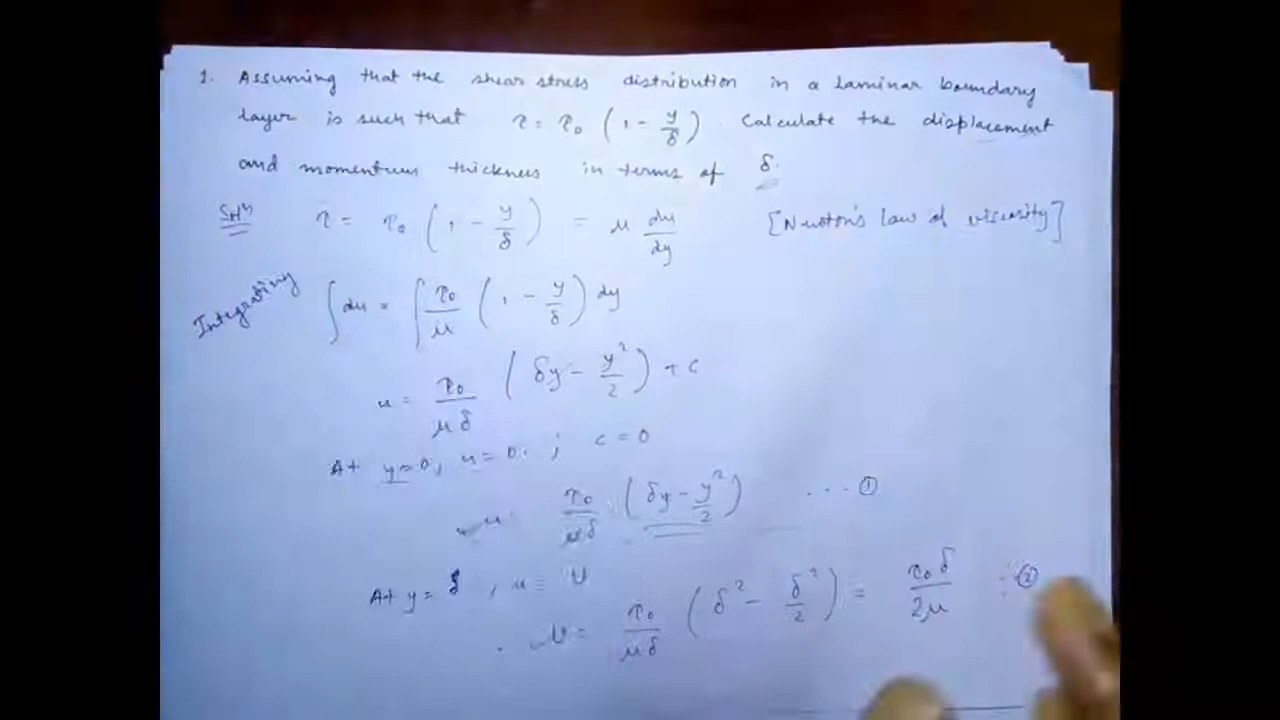 1. Assuming that the shear stress distribution in a laminar boundary
layer is such that τ = τ₀ (1 - y/δ). Calculate the displacement
and momentum thickness in terms of δ.
Solⁿ τ = τ₀ (1 - y/δ) = μ du/dy [Newton's law of viscosity]
Integrating ∫ du = ∫ τ₀/μ (1 - y/δ) dy
u = τ₀/μδ (δy - y²/2) + c
At y=0, u=0 ; c=0
u = τ₀/μδ (δy - y²/2) ... ①
At y = δ, u = U
U = τ₀/μδ (δ² - δ²/2) = τ₀δ/2μ ... ②